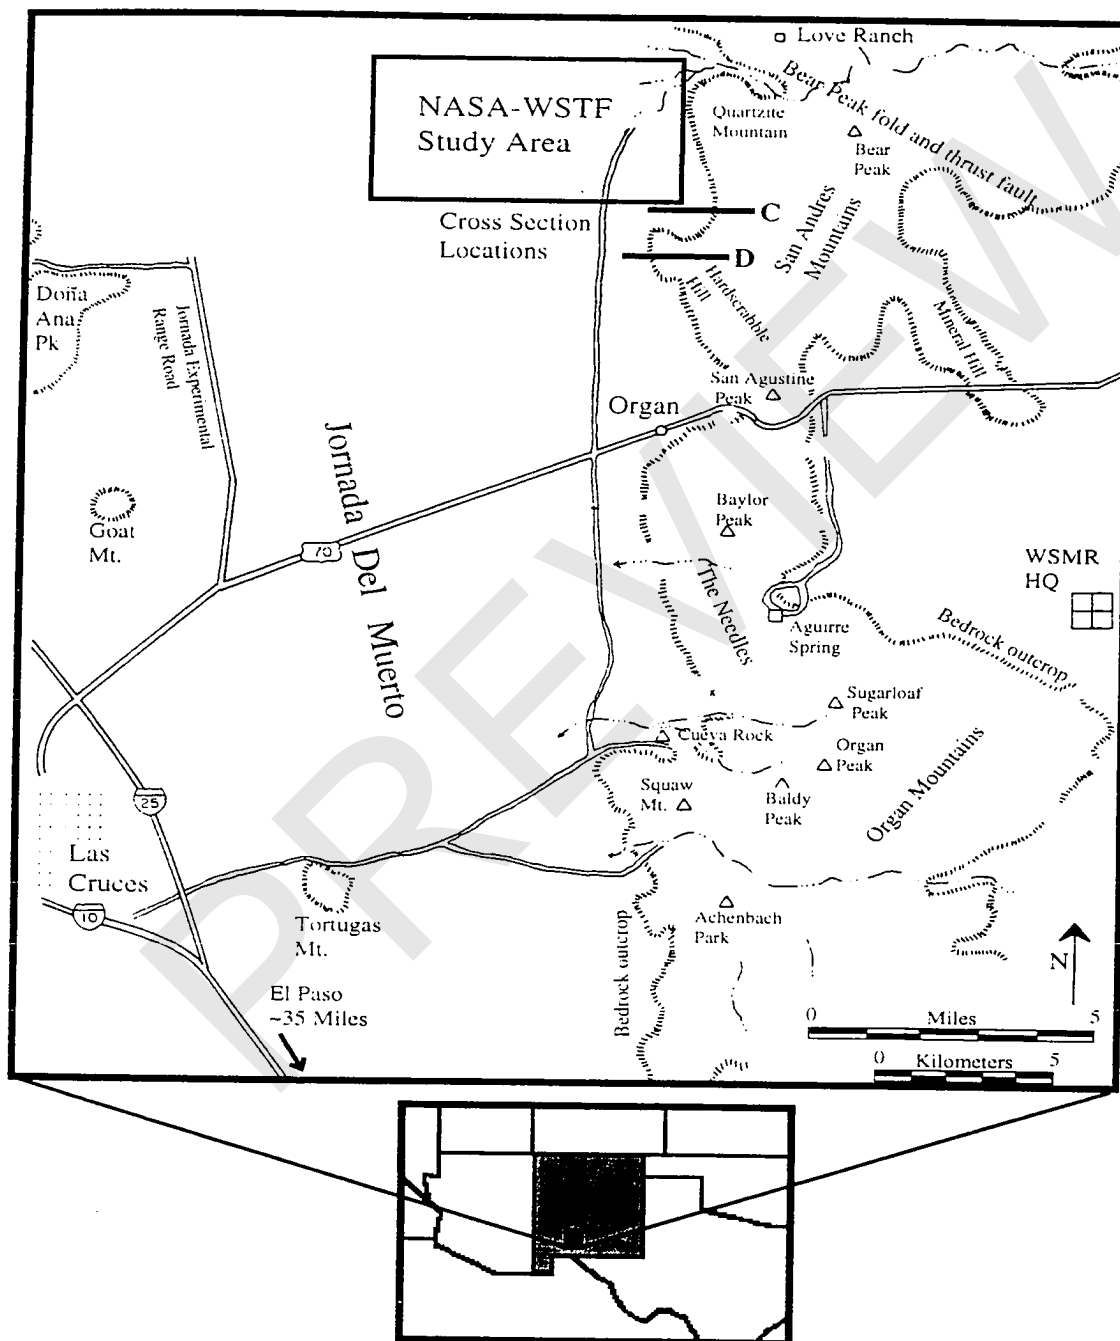 Love Ranch
NASA-WSTF
Study Area
Bear Peak fold and thrust fault
Quartzite
Mountain
Bear
Peak
Cross Section
Locations
C
D
San Andres
Mountains
Doña
Ana
Pk
Jornada Experimental
Range Road
Hardscrabble
Hill
Mineral Hill
San Agustine
Peak
Organ
Jornada Del Muerto
Goat
Mt.
70
Baylor
Peak
The Needles
WSMR
HQ
Aguirre
Spring
Bedrock outcrop
Sugarloaf
Peak
Cueva Rock
Organ
Peak
Squaw
Mt.
Baldy
Peak
Organ Mountains
25
Las
Cruces
10
Tortugas
Mt.
Achenbach
Park
Bedrock outcrop
El Paso
~35 Miles
N
0 Miles 5
0 Kilometers 5
PREVIEW